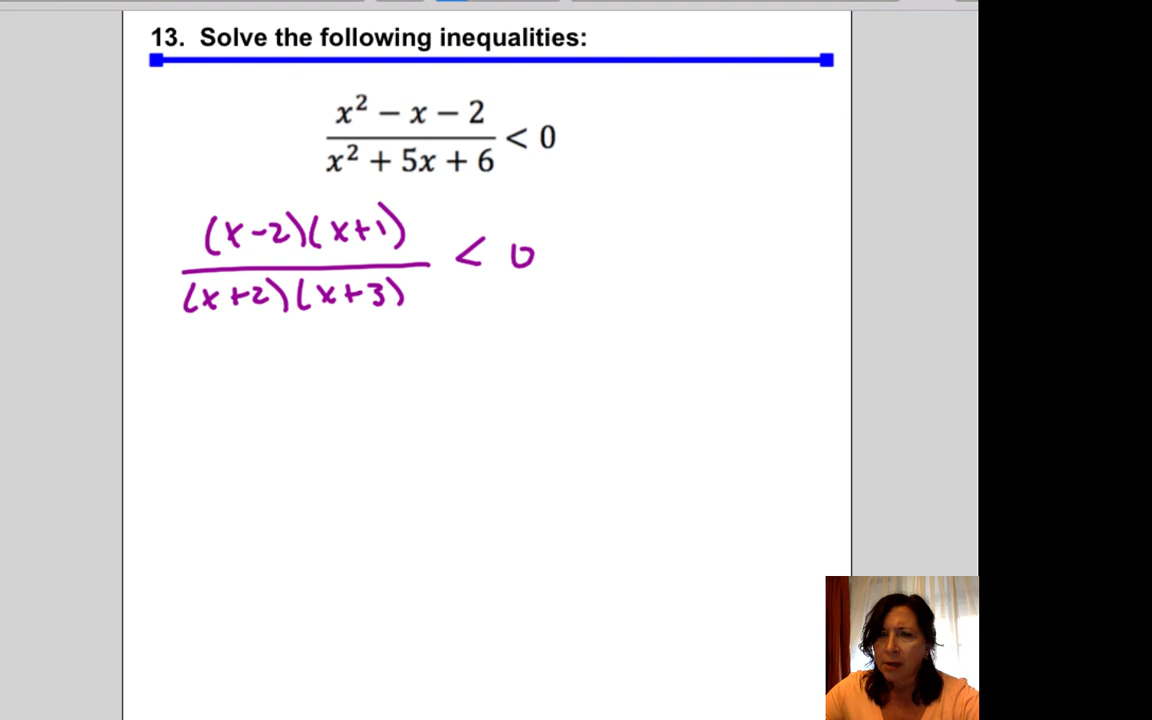 13. Solve the following inequalities:
x² − x − 2
x² + 5x + 6 < 0
(x-2)(x+1)
(x+2)(x+3) < 0